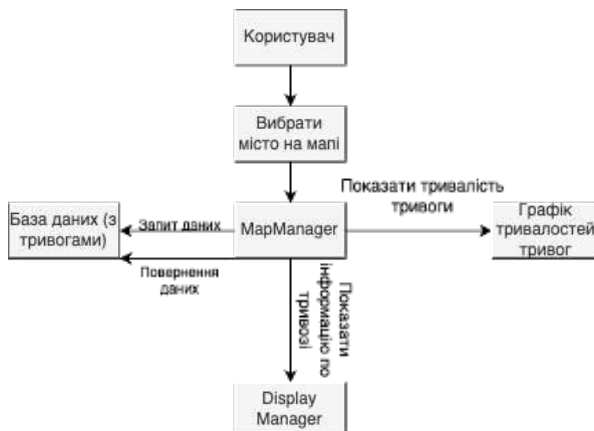 Користувач
Вибрати
місто на мапі
Показати тривалість
тривоги
База даних (з
тривогами)
Запит даних
MapManager
Графік
тривалостей
тривог
Повернення
даних
Показати
інформацію по
тривозі
Display
Manager